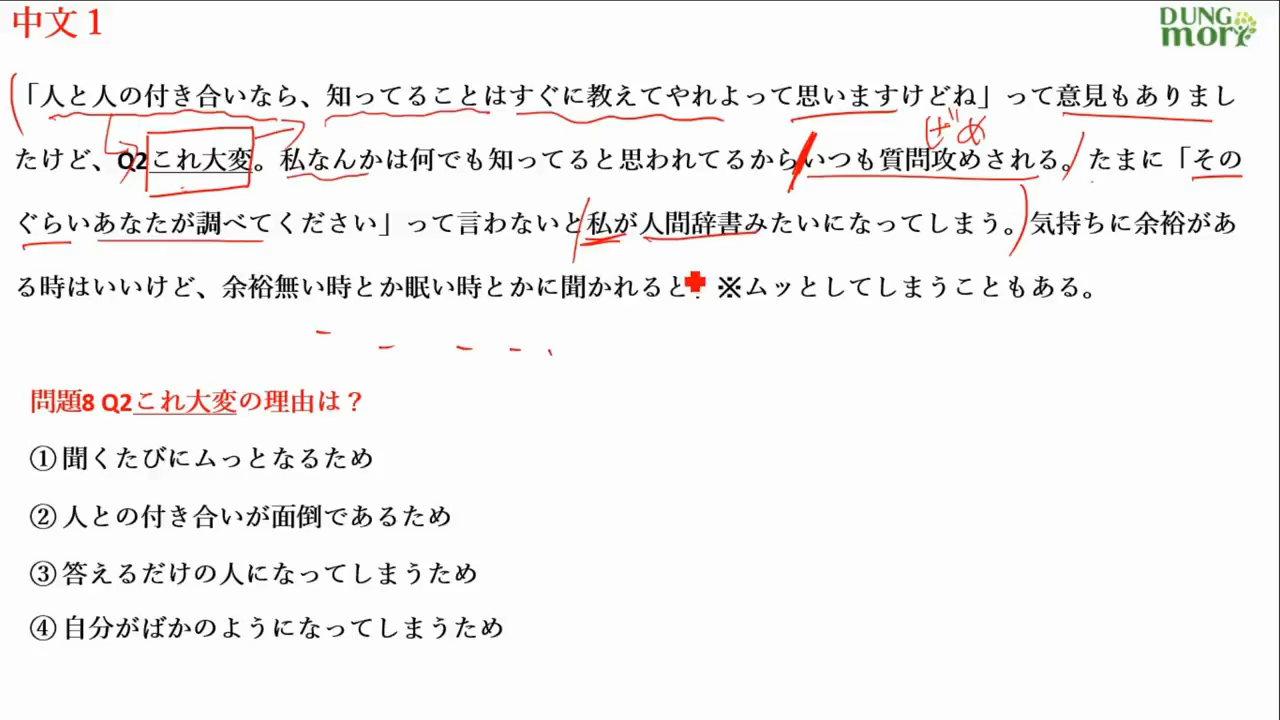 中文１
DUNG
mori
「人と人の付き合いなら、知ってることはすぐに教えてやれよって思いますけどね」って意見もありまし
ぜめ
たけど、Q2これ大変。私なんかは何でも知ってると思われてるからいつも質問攻めされる。たまに「その
ぐらいあなたが調べてください」って言わないと私が人間辞書みたいになってしまう。気持ちに余裕があ
る時はいいけど、余裕無い時とか眠い時とかに聞かれると ※ムッとしてしまうこともある。
問題8 Q2これ大変の理由は？
①聞くたびにムっとなるため
②人との付き合いが面倒であるため
③答えるだけの人になってしまうため
④自分がばかのようになってしまうため